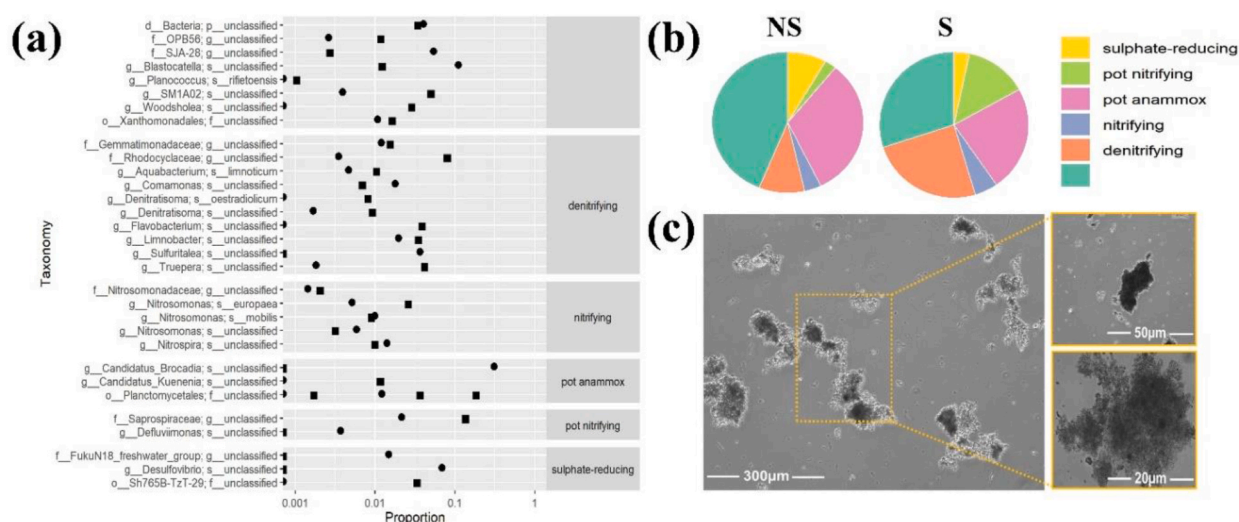 (a)
Taxonomy
d__Bacteria; p__unclassified
f__OPB56; g__unclassified
f__SJA-28; g__unclassified
g__Blastocatella; s__unclassified
g__Planococcus; s__rifietoensis
g__SM1A02; s__unclassified
g__Woodsholea; s__unclassified
o__Xanthomonadales; f__unclassified
f__Gemmatimonadaceae; g__unclassified
f__Rhodocyclaceae; g__unclassified
g__Aquabacterium; s__limnoticum
g__Comamonas; s__unclassified
g__Denitratisoma; s__oestradiolicum
g__Denitratisoma; s__unclassified
g__Flavobacterium; s__unclassified
g__Limnobacter; s__unclassified
g__Sulfuritalea; s__unclassified
g__Truepera; s__unclassified
denitrifying
f__Nitrosomonadaceae; g__unclassified
g__Nitrosomonas; s__europaea
g__Nitrosomonas; s__mobilis
g__Nitrosomonas; s__unclassified
g__Nitrospira; s__unclassified
nitrifying
g__Candidatus_Brocadia; s__unclassified
g__Candidatus_Kuenenia; s__unclassified
o__Planctomycetales; f__unclassified
pot anammox
f__Saprospiraceae; g__unclassified
g__Defluviimonas; s__unclassified
pot nitrifying
f__FukuN18_freshwater_group; g__unclassified
g__Desulfovibrio; s__unclassified
o__Sh765B-TzT-29; f__unclassified
sulphate-reducing
0.001 0.01 0.1 1
Proportion
(b)
NS S
sulphate-reducing
pot nitrifying
pot anammox
nitrifying
denitrifying
(c)
300µm
50µm
20µm